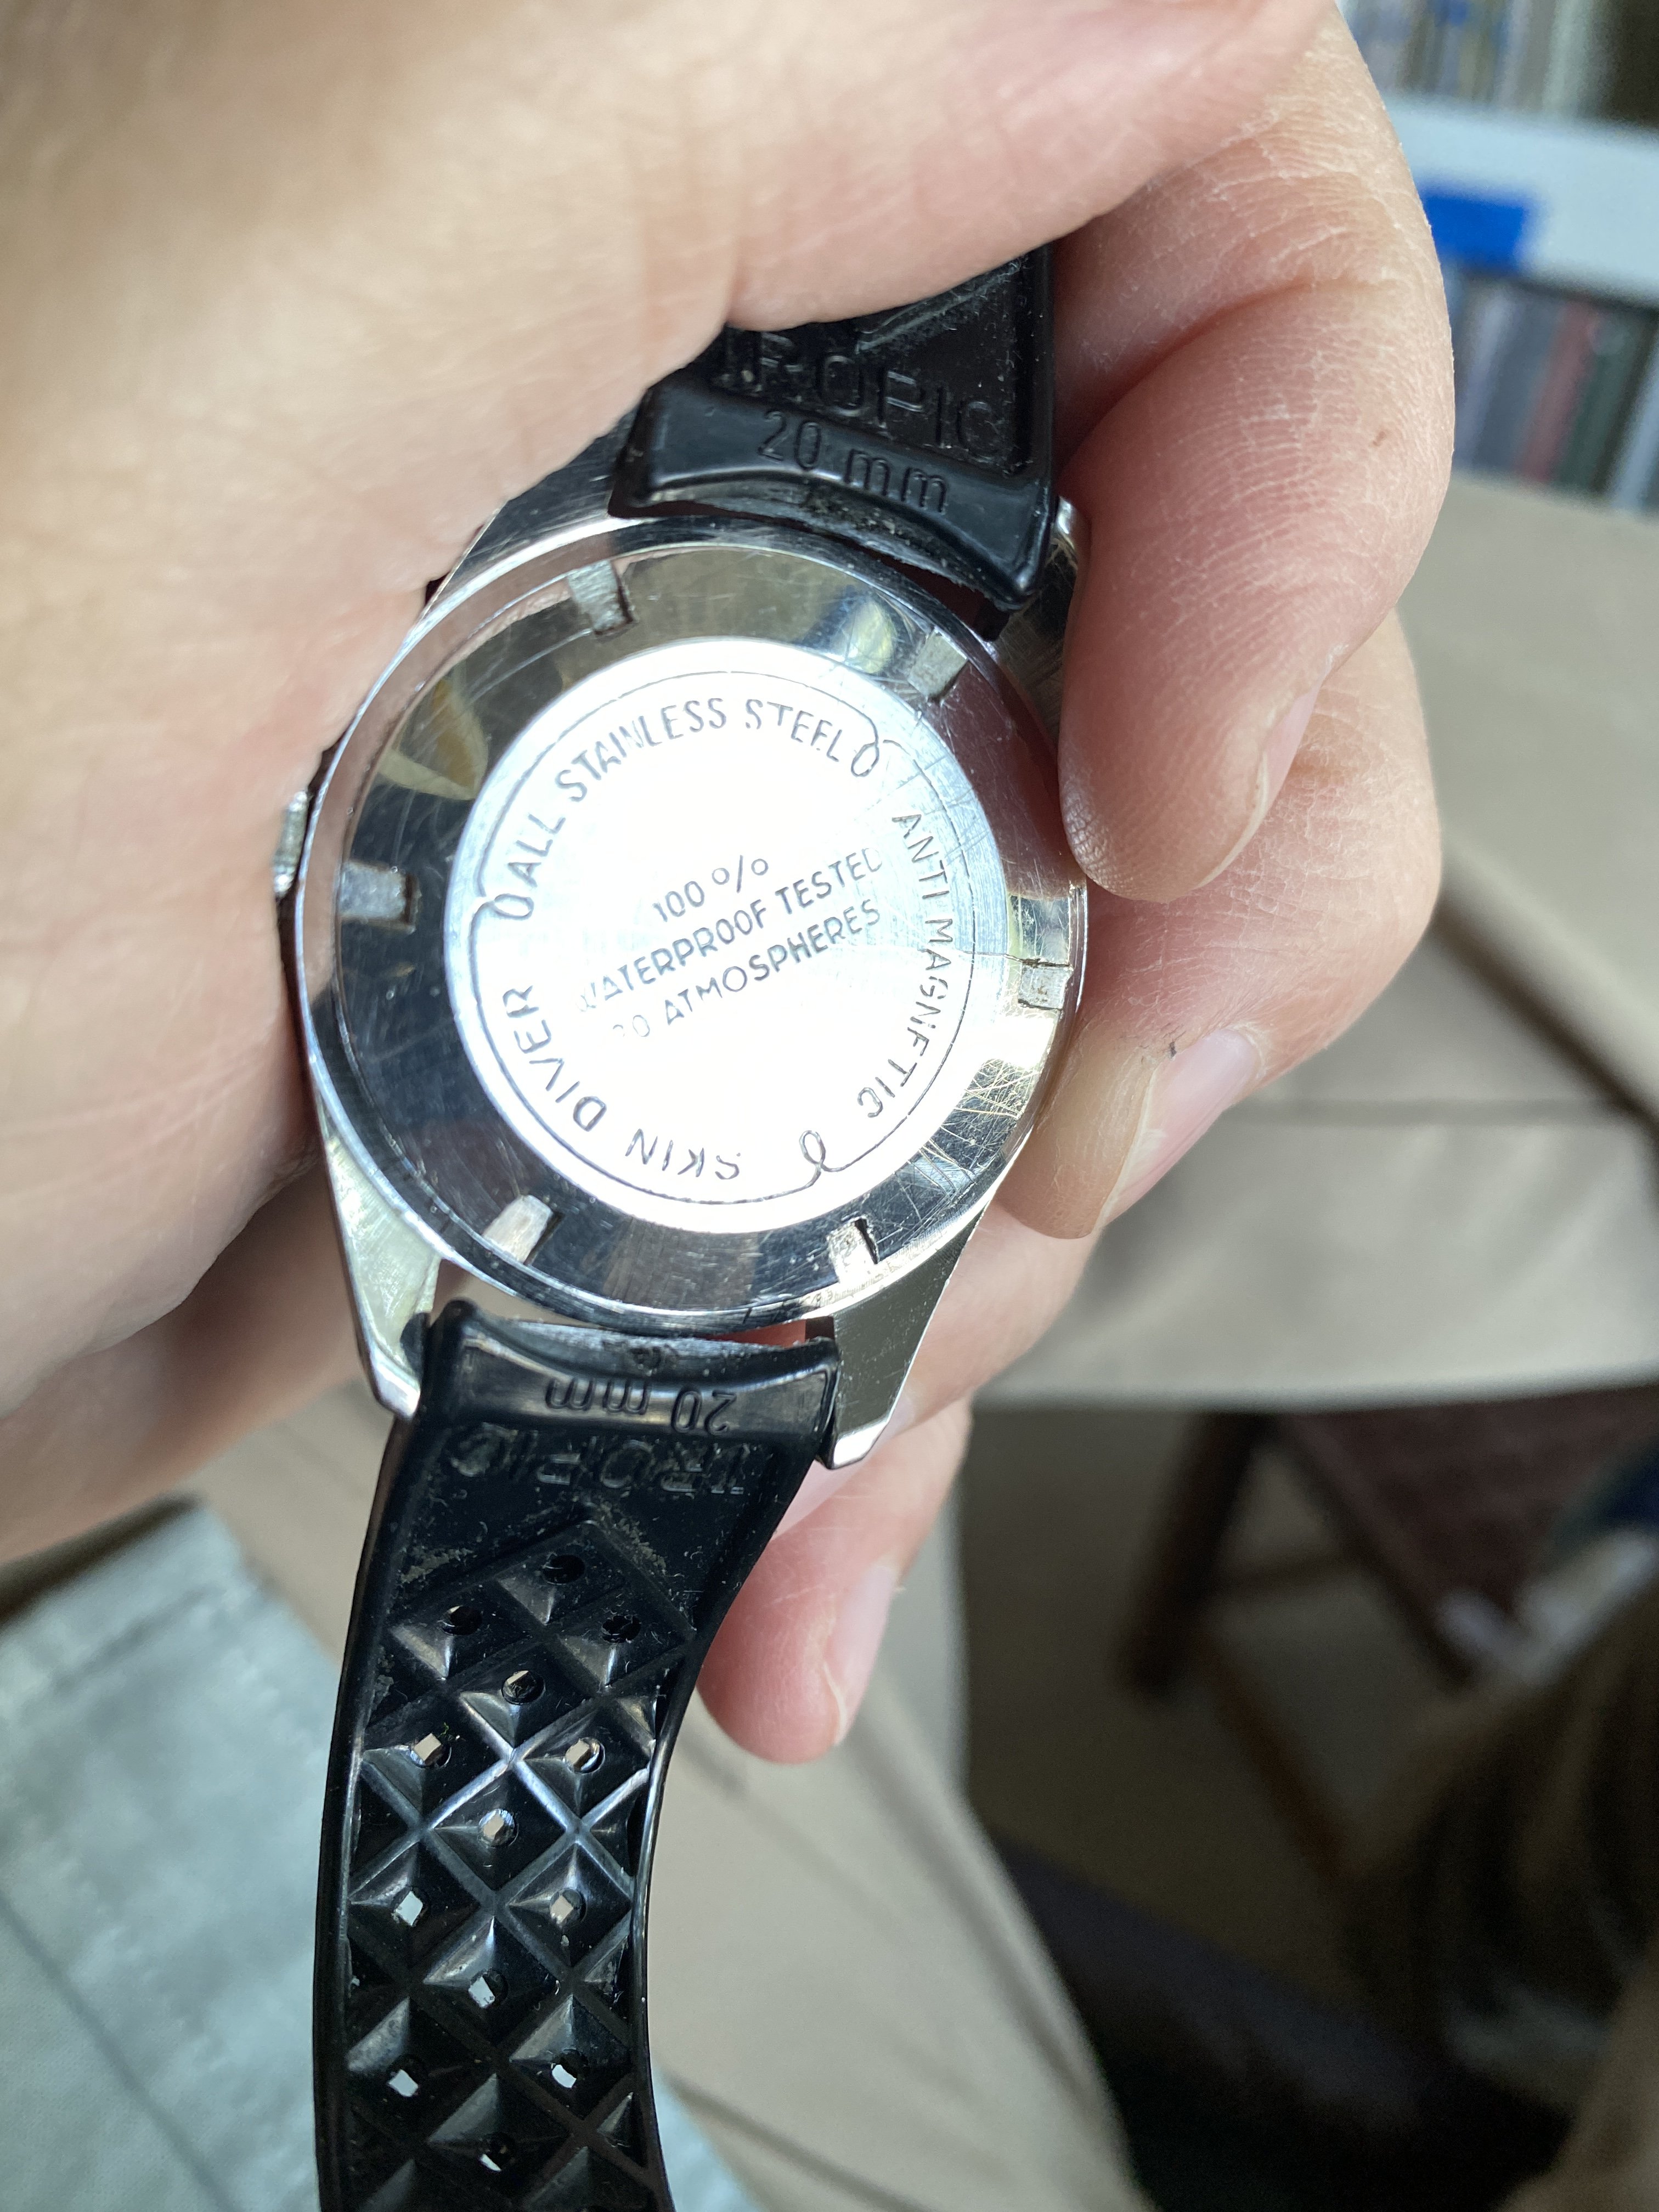 TROPIC
20 mm
ALL STAINLESS STEEL
ANTI MAGNETIC
SKIN DIVER
100 %
WATERPROOF TESTED
ATMOSPHERES
20 mm
TROPIC